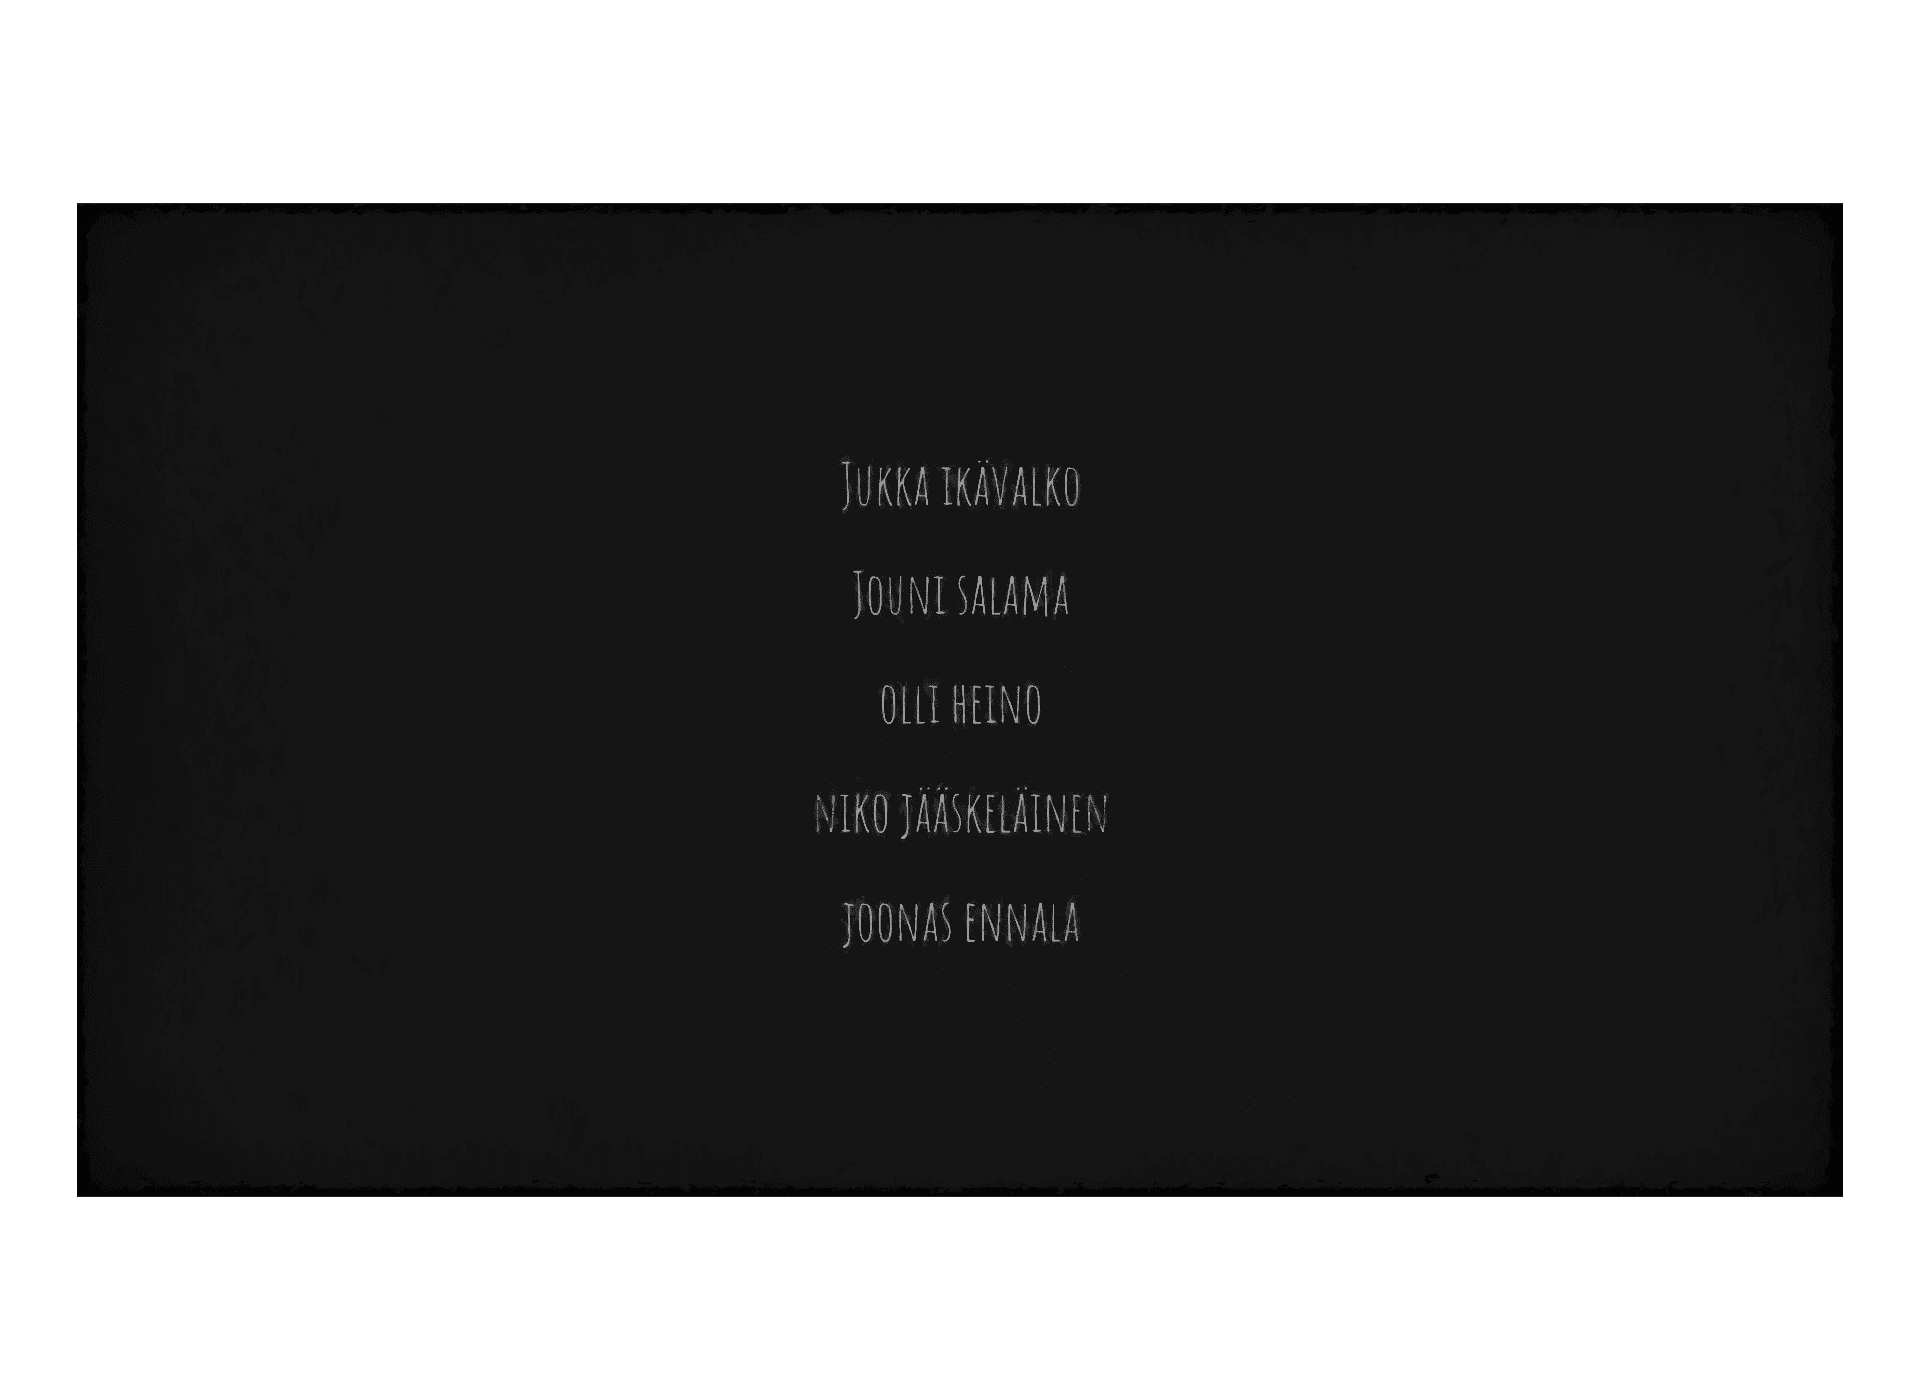 Jukka ikävalko
Jouni salama
olli heino
niko jääskeläinen
joonas ennala